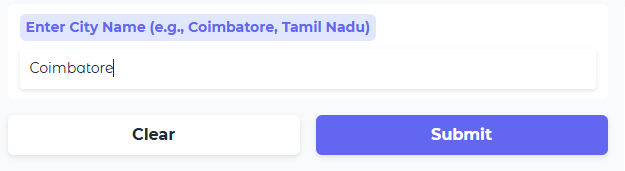 Enter City Name (e.g., Coimbatore, Tamil Nadu)
Coimbatore
Clear
Submit